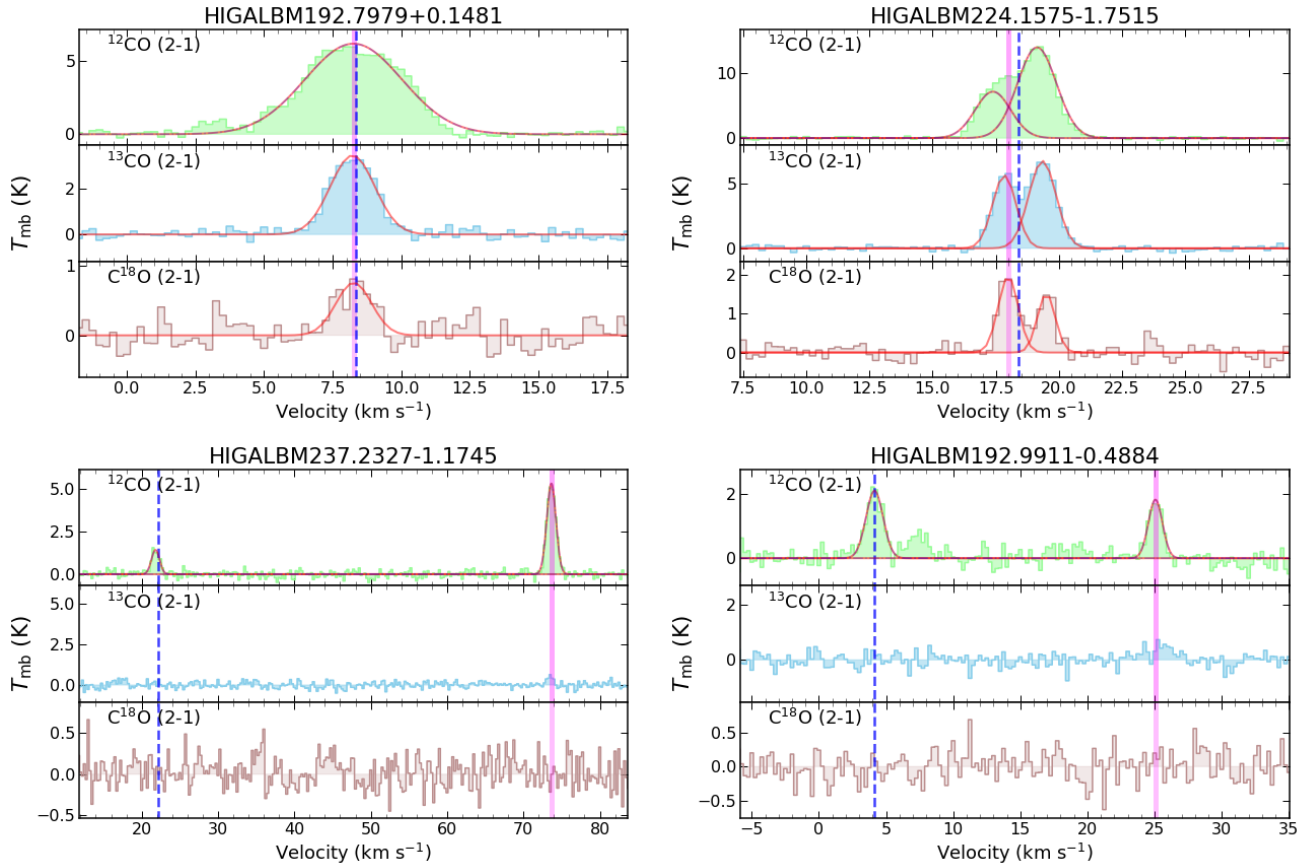 HIGALBM192.7979+0.1481
¹²CO (2-1)
5
0
¹³CO (2-1)
2
0
C¹⁸O (2-1)
1
0
T_mb (K)
0.0 2.5 5.0 7.5 10.0 12.5 15.0 17.5
Velocity (km s⁻¹)
HIGALBM224.1575-1.7515
¹²CO (2-1)
10
0
¹³CO (2-1)
5
0
C¹⁸O (2-1)
2
1
0
T_mb (K)
7.5 10.0 12.5 15.0 17.5 20.0 22.5 25.0 27.5
Velocity (km s⁻¹)
HIGALBM237.2327-1.1745
¹²CO (2-1)
5.0
2.5
0.0
¹³CO (2-1)
5.0
2.5
0.0
C¹⁸O (2-1)
0.5
0.0
−0.5
T_mb (K)
20 30 40 50 60 70 80
Velocity (km s⁻¹)
HIGALBM192.9911-0.4884
¹²CO (2-1)
2
0
¹³CO (2-1)
2
0
C¹⁸O (2-1)
0.5
0.0
−0.5
T_mb (K)
−5 0 5 10 15 20 25 30 35
Velocity (km s⁻¹)